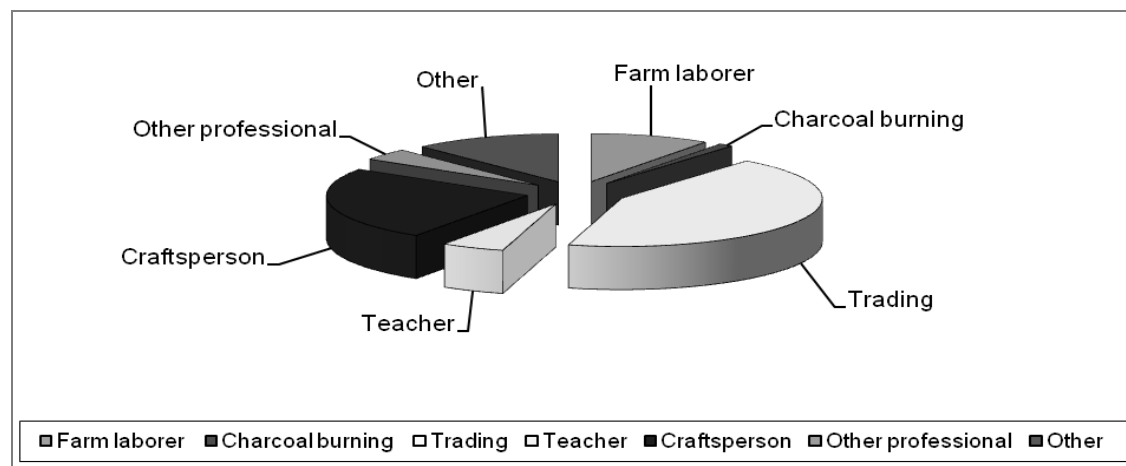 Other
Farm laborer
Other professional
Charcoal burning
Craftsperson
Trading
Teacher
Farm laborer Charcoal burning Trading Teacher Craftsperson Other professional Other